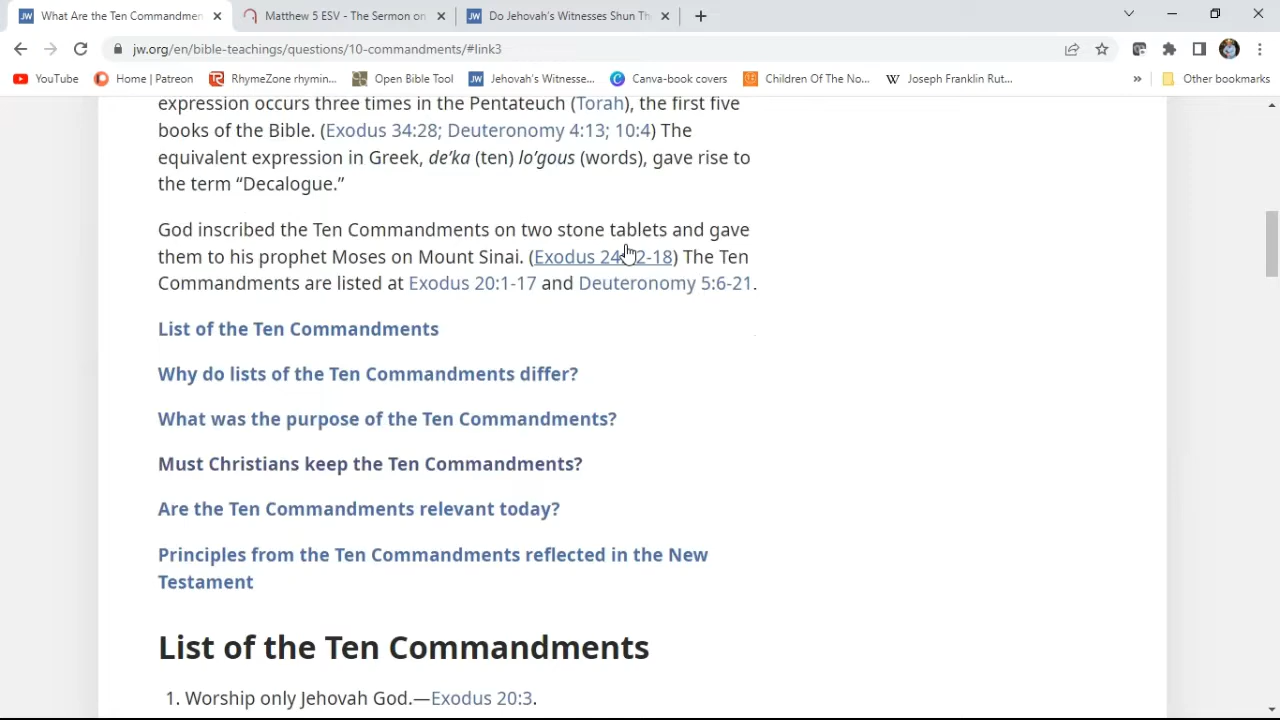 What Are the Ten Commandmen
Matthew 5 ESV - The Sermon on
Do Jehovah's Witnesses Shun Th
jw.org/en/bible-teachings/questions/10-commandments/#link3
YouTube
Home | Patreon
RhymeZone rhymin...
Open Bible Tool
Jehovah's Witnesse...
Canva-book covers
Children Of The No...
Joseph Franklin Rut...
» Other bookmarks
expression occurs three times in the Pentateuch (Torah), the first five
books of the Bible. (Exodus 34:28; Deuteronomy 4:13; 10:4) The
equivalent expression in Greek, de′ka (ten) lo′gous (words), gave rise to
the term “Decalogue.”
God inscribed the Ten Commandments on two stone tablets and gave
them to his prophet Moses on Mount Sinai. (Exodus 24:12-18) The Ten
Commandments are listed at Exodus 20:1-17 and Deuteronomy 5:6-21.
List of the Ten Commandments
Why do lists of the Ten Commandments differ?
What was the purpose of the Ten Commandments?
Must Christians keep the Ten Commandments?
Are the Ten Commandments relevant today?
Principles from the Ten Commandments reflected in the New
Testament
List of the Ten Commandments
1. Worship only Jehovah God.—Exodus 20:3.